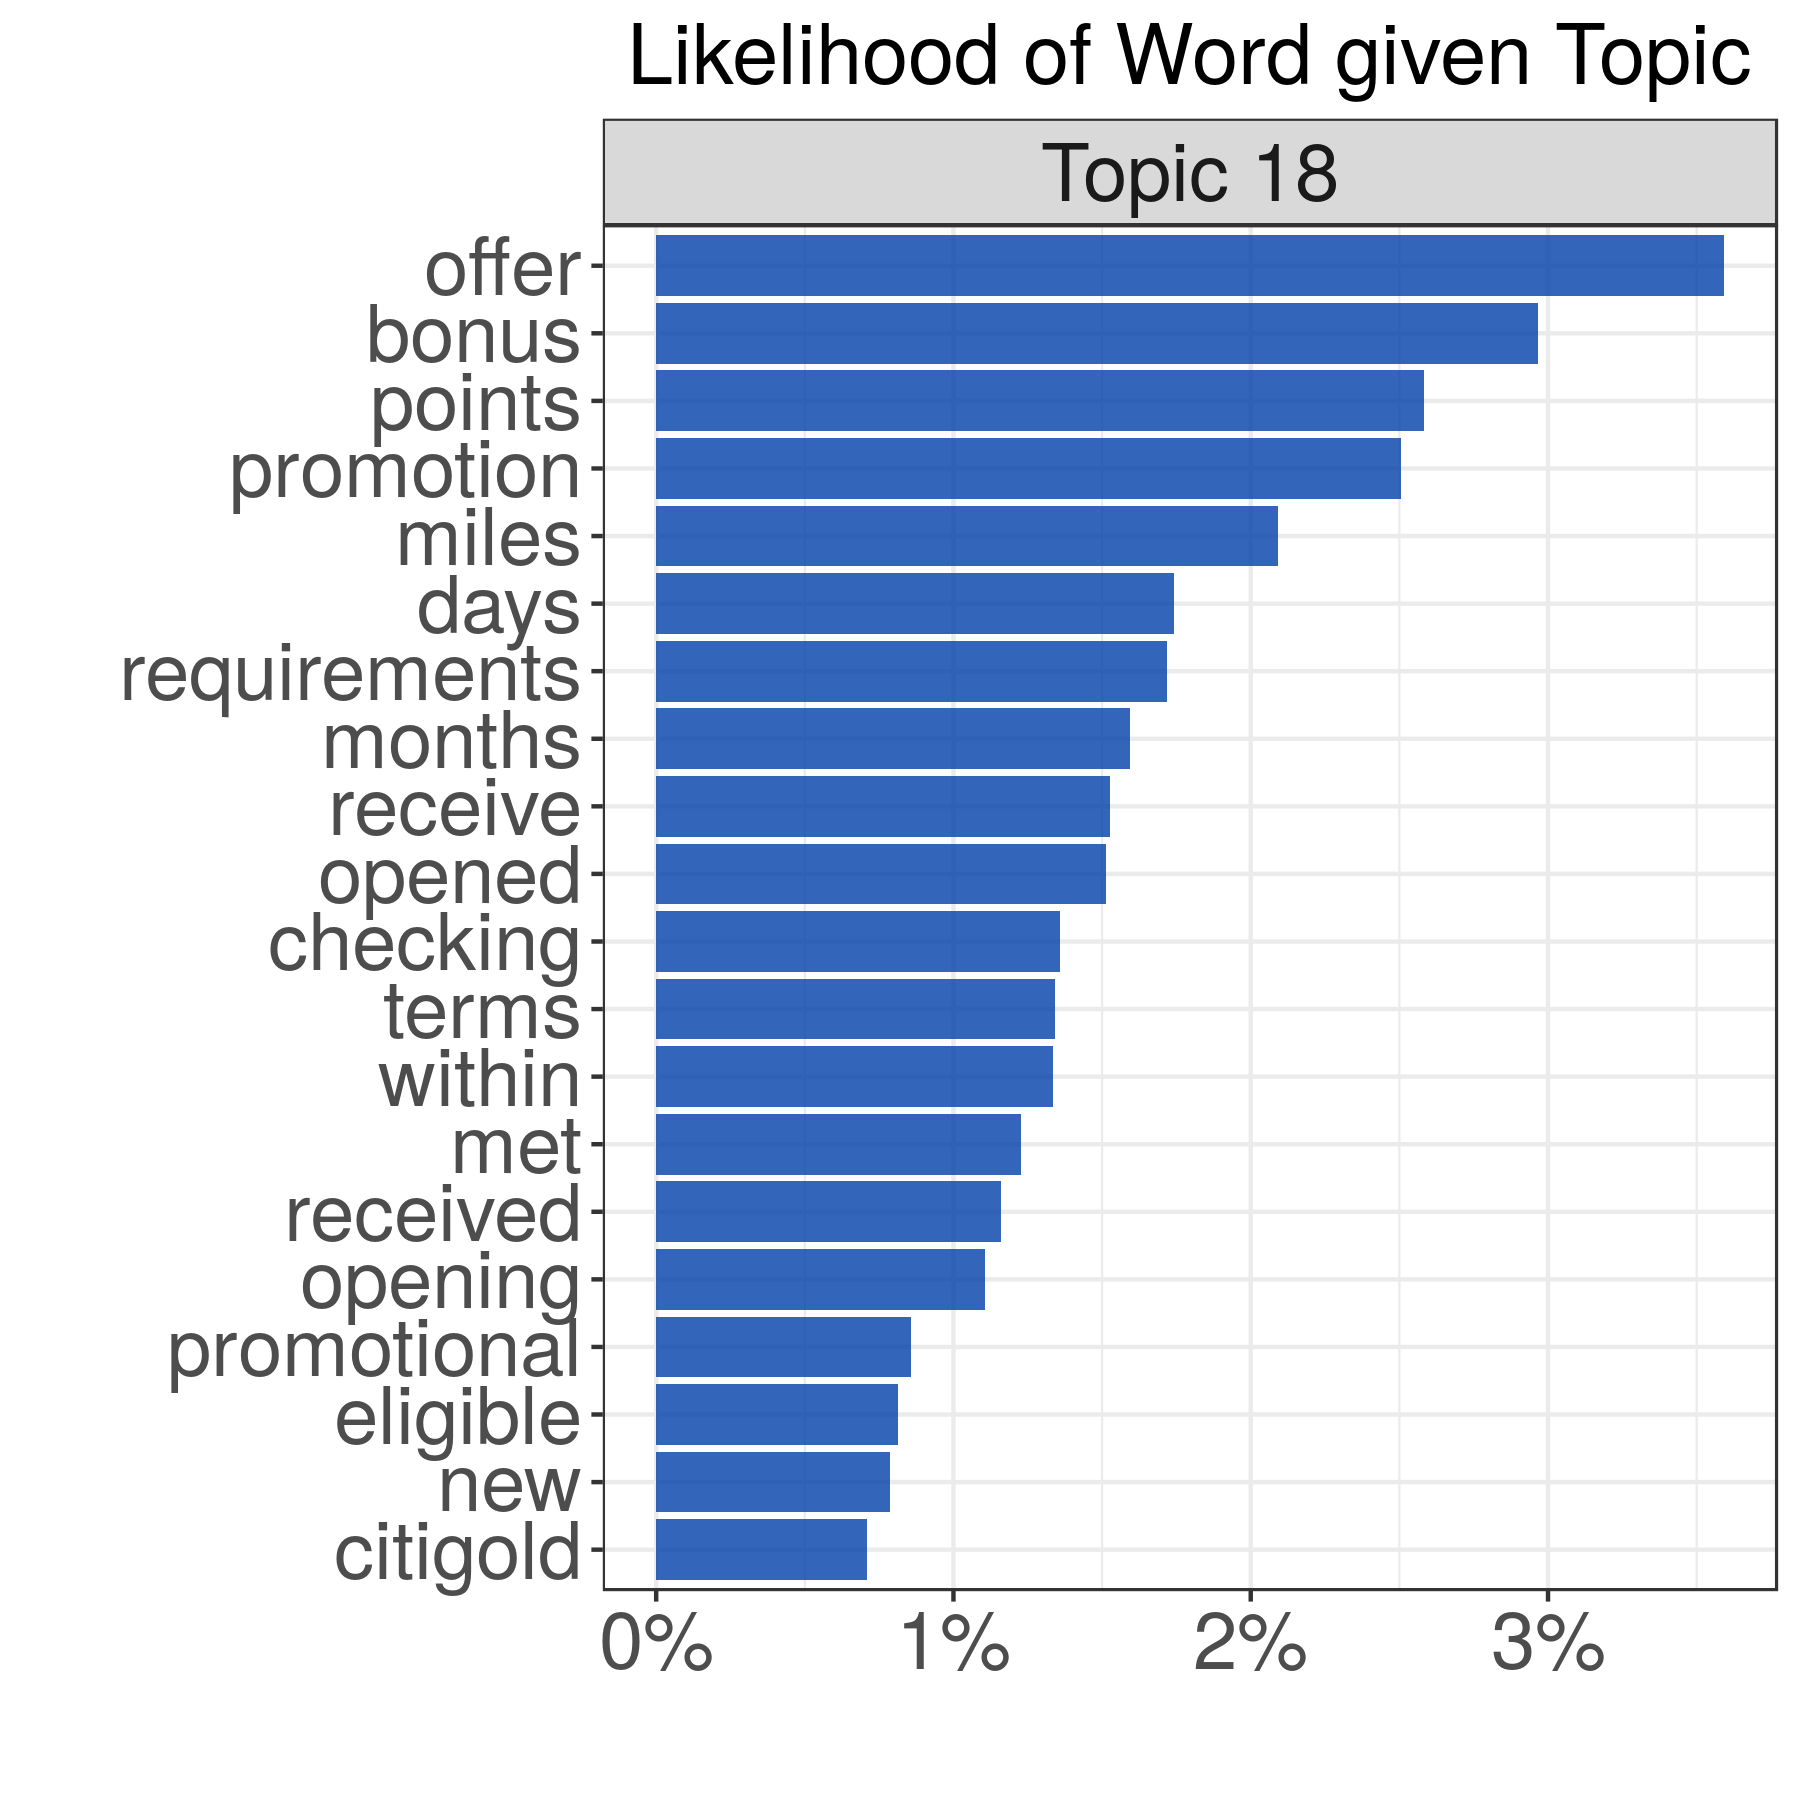 Likelihood of Word given Topic
Topic 18
offer
bonus
points
promotion
miles
days
requirements
months
receive
opened
checking
terms
within
met
received
opening
promotional
eligible
new
citigold
0% 1% 2% 3%